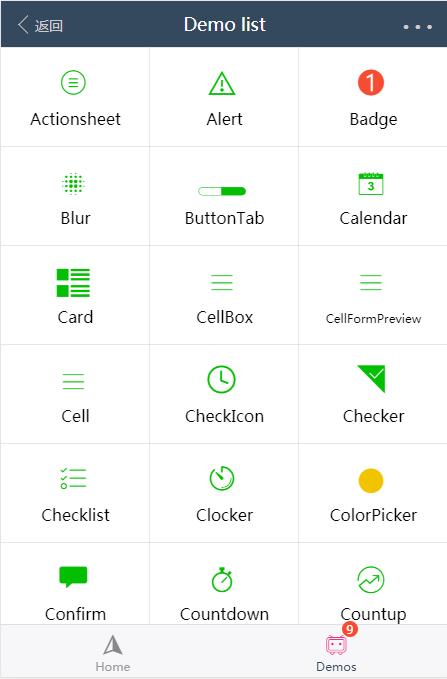 返回 Demo list
Actionsheet Alert 1 Badge
Blur ButtonTab 3 Calendar
Card CellBox CellFormPreview
Cell CheckIcon Checker
Checklist Clocker ColorPicker
Confirm Countdown Countup
9
Home Demos